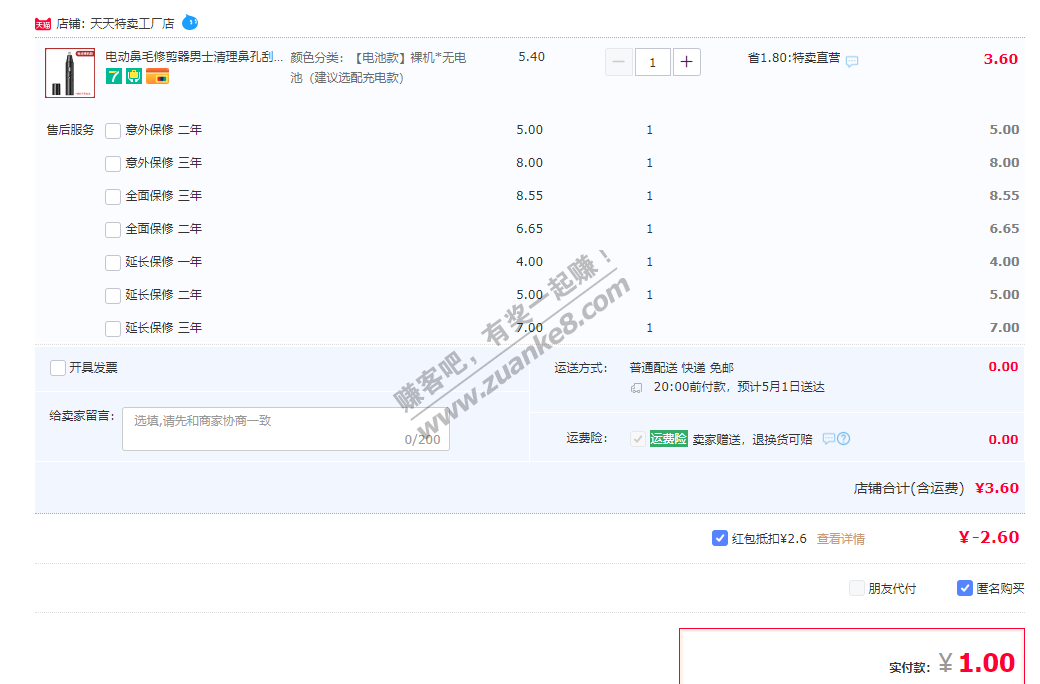 天猫 店铺: 天天特卖工厂店
电动鼻毛修剪器男士清理鼻孔刮... 颜色分类: 【电池款】裸机*无电池 (建议选配充电款) 5.40 1 省1.80:特卖直营 3.60
7
售后服务 意外保修 二年 5.00 1 5.00
意外保修 三年 8.00 1 8.00
全面保修 三年 8.55 1 8.55
全面保修 二年 6.65 1 6.65
延长保修 一年 4.00 1 4.00
延长保修 二年 5.00 1 5.00
延长保修 三年 7.00 1 7.00
赚客吧, 有奖一起赚!
www.zuanke8.com
开具发票 运送方式: 普通配送 快递 免邮 0.00
20:00前付款, 预计5月1日送达
给卖家留言: 选填,请先和商家协商一致
0/200
运费险: 运费险 卖家赠送, 退换货可赔 0.00
店铺合计(含运费) ¥3.60
红包抵扣¥2.6 查看详情 ¥-2.60
朋友代付 匿名购买
实付款: ¥ 1.00